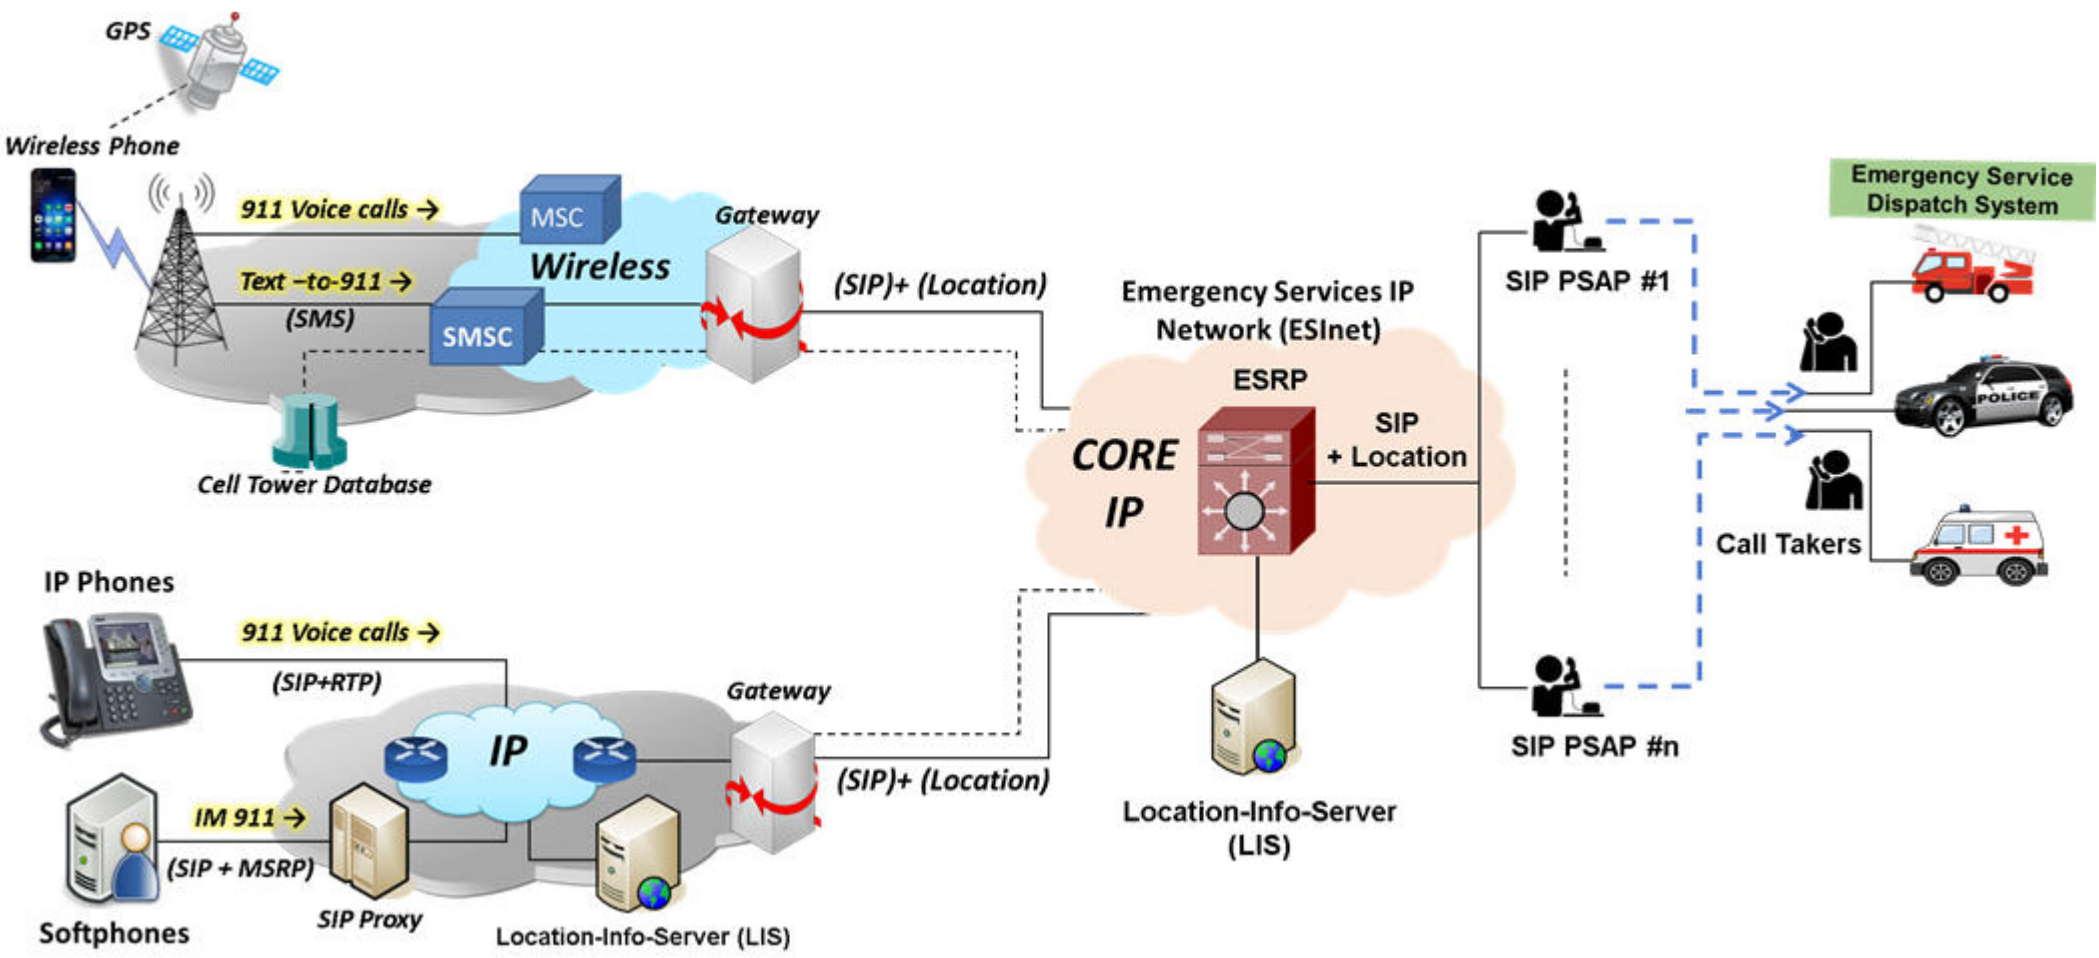 GPS
Wireless Phone
911 Voice calls →
MSC
Gateway
Wireless
Text –to-911 →
(SMS)
SMSC
(SIP)+ (Location)
Cell Tower Database
Emergency Services IP
Network (ESInet)
ESRP
CORE
IP
SIP
+ Location
SIP PSAP #1
Emergency Service
Dispatch System
POLICE
Call Takers
SIP PSAP #n
IP Phones
911 Voice calls →
(SIP+RTP)
Gateway
IP
(SIP)+ (Location)
IM 911 →
(SIP + MSRP)
Softphones
SIP Proxy
Location-Info-Server (LIS)
Location-Info-Server
(LIS)